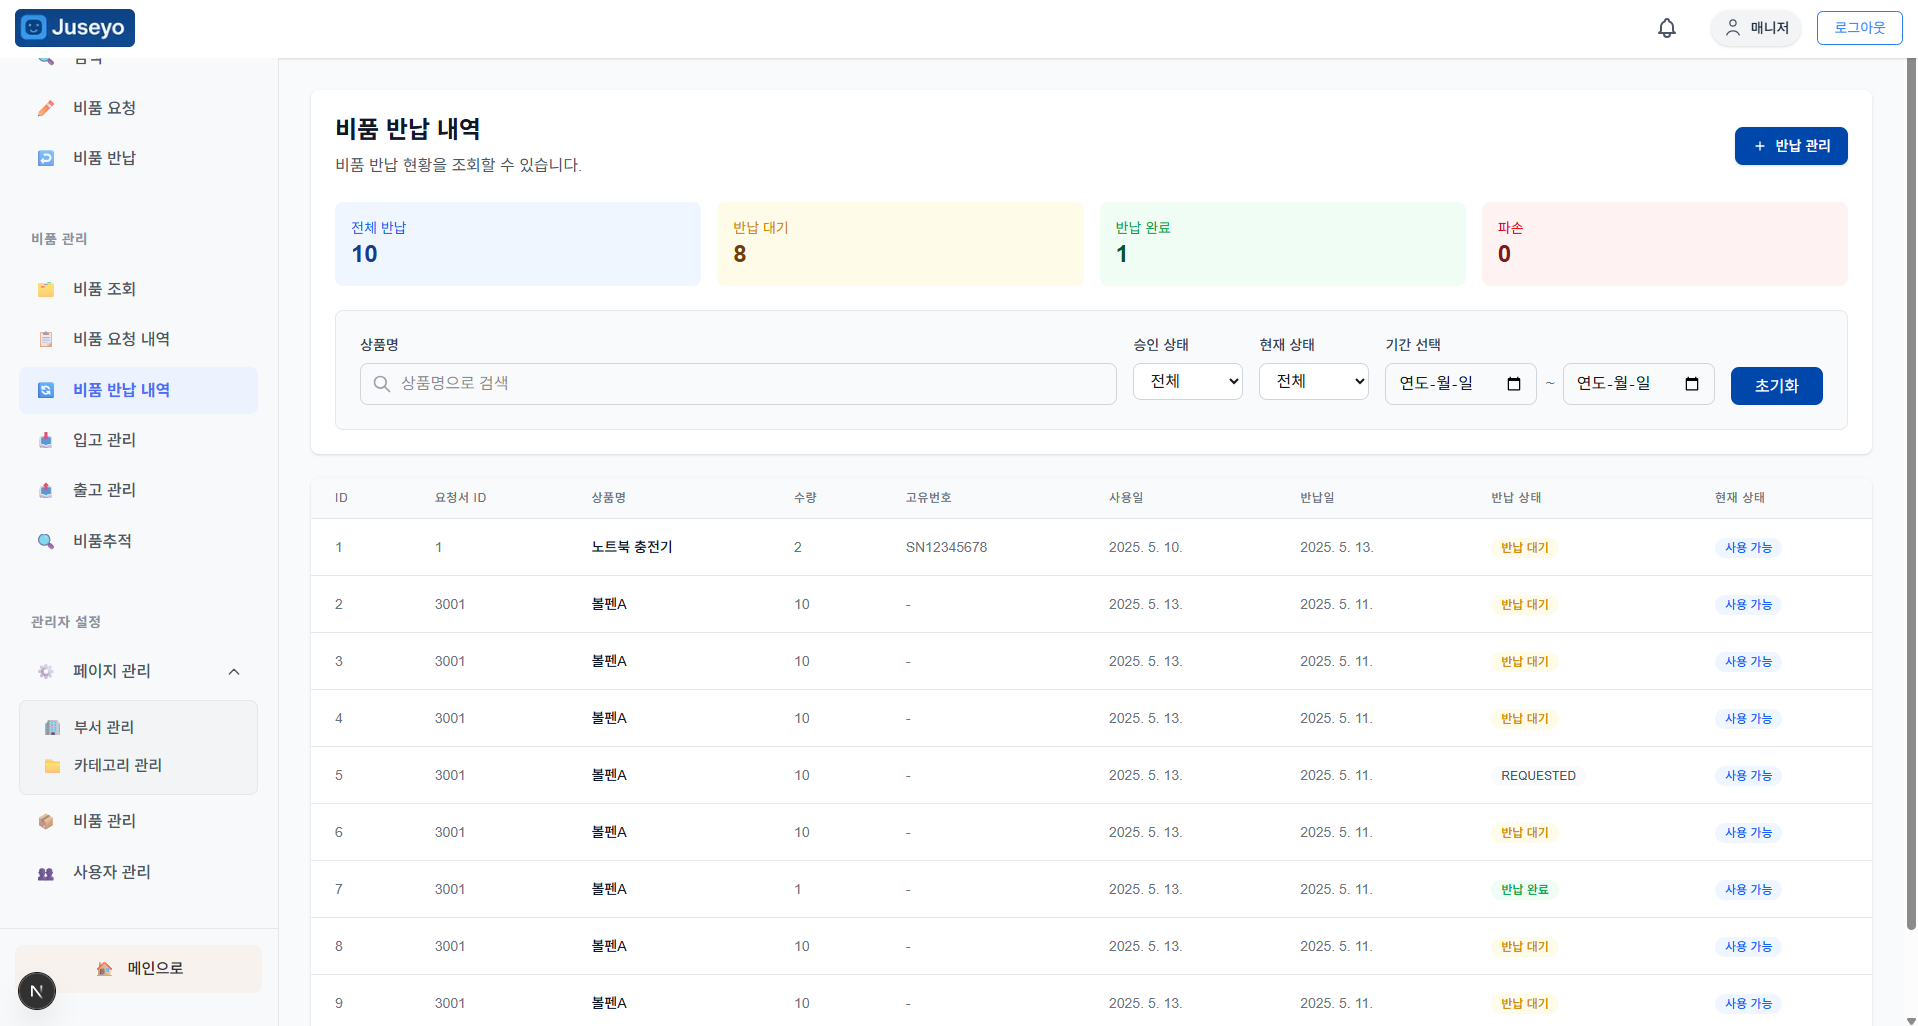 Juseyo
매니저
로그아웃
비품 요청
비품 반납
비품 관리
비품 조회
비품 요청 내역
비품 반납 내역
입고 관리
출고 관리
비품추적
관리자 설정
페이지 관리
부서 관리
카테고리 관리
비품 관리
사용자 관리
메인으로
N
비품 반납 내역
비품 반납 현황을 조회할 수 있습니다.
+ 반납 관리
전체 반납
10
반납 대기
8
반납 완료
1
파손
0
상품명
상품명으로 검색
승인 상태
전체
현재 상태
전체
기간 선택
연도-월-일 ~ 연도-월-일
초기화
ID 요청서 ID 상품명 수량 고유번호 사용일 반납일 반납 상태 현재 상태
1 1 노트북 충전기 2 SN12345678 2025. 5. 10. 2025. 5. 13. 반납 대기 사용 가능
2 3001 볼펜A 10 - 2025. 5. 13. 2025. 5. 11. 반납 대기 사용 가능
3 3001 볼펜A 10 - 2025. 5. 13. 2025. 5. 11. 반납 대기 사용 가능
4 3001 볼펜A 10 - 2025. 5. 13. 2025. 5. 11. 반납 대기 사용 가능
5 3001 볼펜A 10 - 2025. 5. 13. 2025. 5. 11. REQUESTED 사용 가능
6 3001 볼펜A 10 - 2025. 5. 13. 2025. 5. 11. 반납 대기 사용 가능
7 3001 볼펜A 1 - 2025. 5. 13. 2025. 5. 11. 반납 완료 사용 가능
8 3001 볼펜A 10 - 2025. 5. 13. 2025. 5. 11. 반납 대기 사용 가능
9 3001 볼펜A 10 - 2025. 5. 13. 2025. 5. 11. 반납 대기 사용 가능